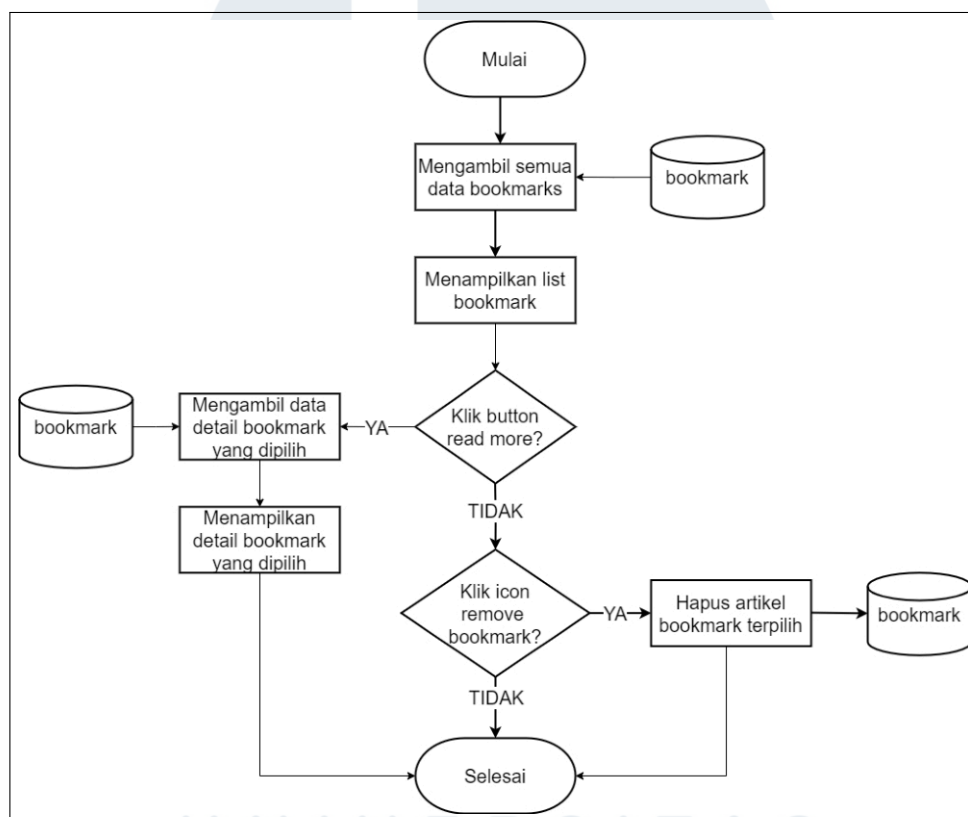 Mulai
Mengambil semua
data bookmarks
bookmark
Menampilkan list
bookmark
bookmark
Mengambil data
detail bookmark
yang dipilih
YA
Klik button
read more?
TIDAK
Menampilkan
detail bookmark
yang dipilih
Klik icon
remove
bookmark?
YA
Hapus artikel
bookmark terpilih
bookmark
TIDAK
Selesai